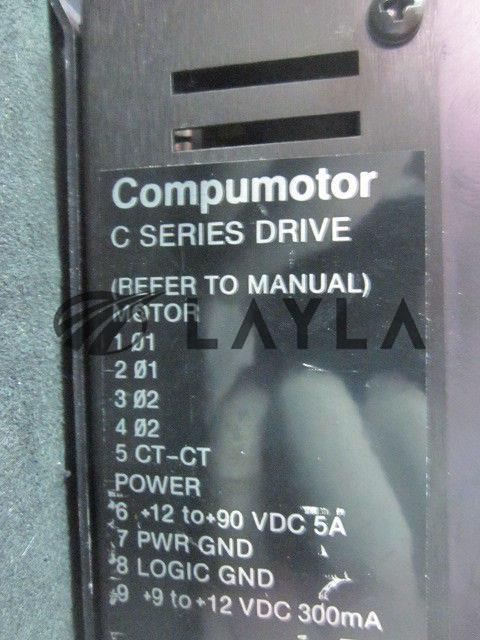 Compumotor
C SERIES DRIVE
(REFER TO MANUAL)
MOTOR
LAYLA
1 Ø1
2 Ø1
3 Ø2
4 Ø2
5 CT-CT
POWER
*6 +12 to+90 VDC 5A
*7 PWR GND
*8 LOGIC GND
*9 +9 to+12 VDC 300mA